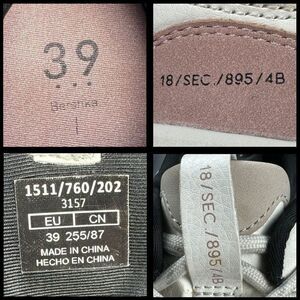 39
Bershka
18/SEC./895/4B
1511/760/202
3157
EU CN
39 255/87
MADE IN CHINA
HECHO EN CHINA
18/SEC./895/4B